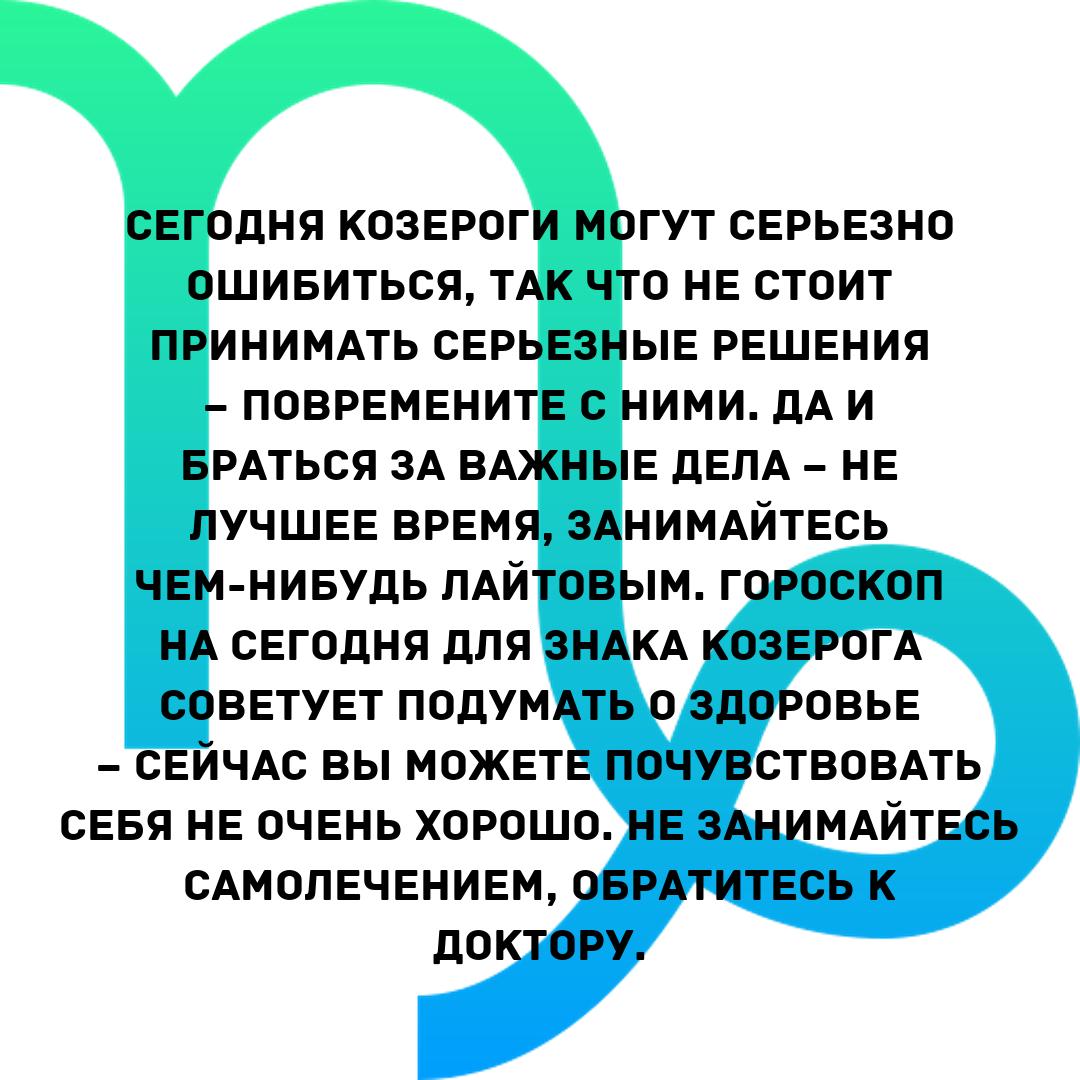 СЕГОДНЯ КОЗЕРОГИ МОГУТ СЕРЬЕЗНО
ОШИБИТЬСЯ, ТАК ЧТО НЕ СТОИТ
ПРИНИМАТЬ СЕРЬЕЗНЫЕ РЕШЕНИЯ
– ПОВРЕМЕНИТЕ С НИМИ. ДА И
БРАТЬСЯ ЗА ВАЖНЫЕ ДЕЛА – НЕ
ЛУЧШЕЕ ВРЕМЯ, ЗАНИМАЙТЕСЬ
ЧЕМ-НИБУДЬ ЛАЙТОВЫМ. ГОРОСКОП
НА СЕГОДНЯ ДЛЯ ЗНАКА КОЗЕРОГА
СОВЕТУЕТ ПОДУМАТЬ О ЗДОРОВЬЕ
– СЕЙЧАС ВЫ МОЖЕТЕ ПОЧУВСТВОВАТЬ
СЕБЯ НЕ ОЧЕНЬ ХОРОШО. НЕ ЗАНИМАЙТЕСЬ
САМОЛЕЧЕНИЕМ, ОБРАТИТЕСЬ К
ДОКТОРУ.